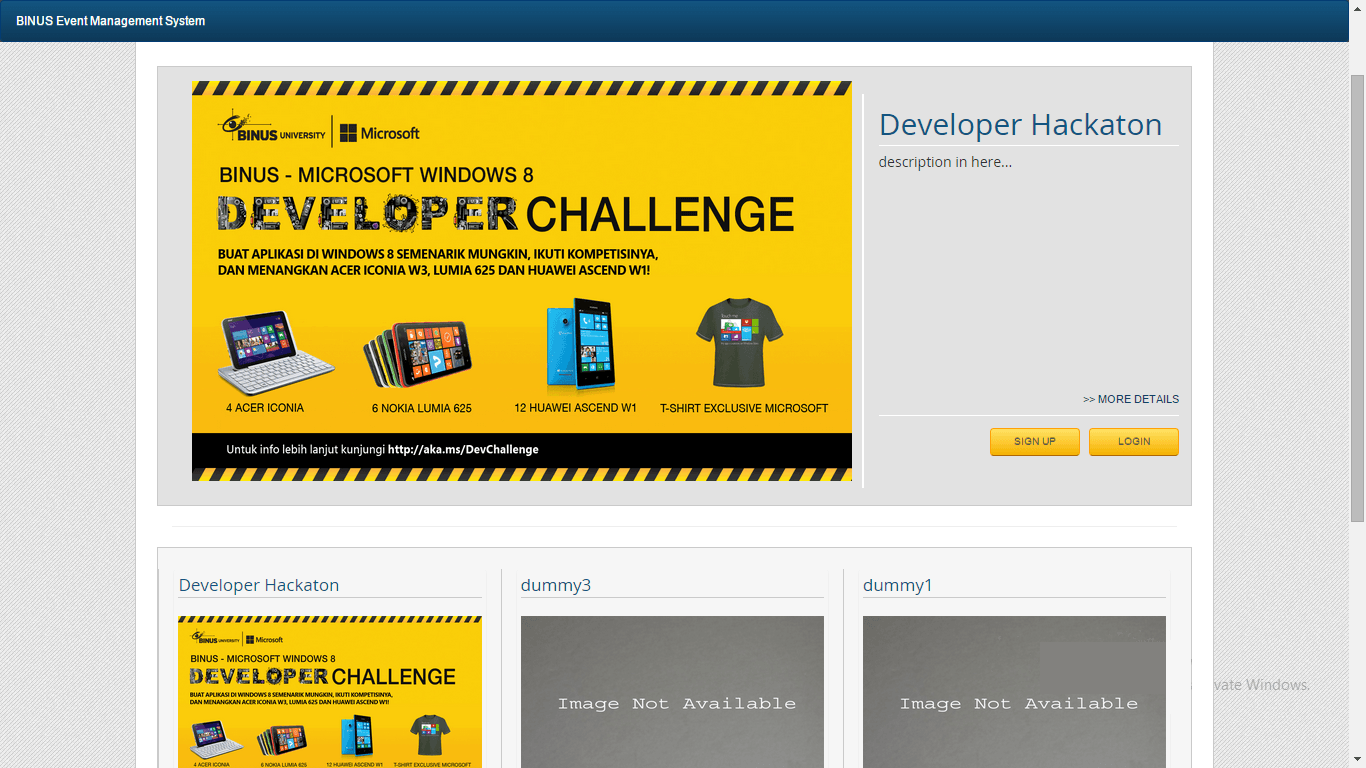 BINUS Event Management System
BINUS UNIVERSITY | Microsoft
BINUS - MICROSOFT WINDOWS 8
DEVELOPER CHALLENGE
BUAT APLIKASI DI WINDOWS 8 SEMENARIK MUNGKIN, IKUTI KOMPETISINYA,
DAN MENANGKAN ACER ICONIA W3, LUMIA 625 DAN HUAWEI ASCEND W1!
4 ACER ICONIA
6 NOKIA LUMIA 625
12 HUAWEI ASCEND W1
T-SHIRT EXCLUSIVE MICROSOFT
Untuk info lebih lanjut kunjungi http://aka.ms/DevChallenge
Developer Hackaton
description in here...
>> MORE DETAILS
SIGN UP
LOGIN
Developer Hackaton
BINUS UNIVERSITY | Microsoft
BINUS - MICROSOFT WINDOWS 8
DEVELOPER CHALLENGE
BUAT APLIKASI DI WINDOWS 8 SEMENARIK MUNGKIN, IKUTI KOMPETISINYA,
DAN MENANGKAN ACER ICONIA W3, LUMIA 625 DAN HUAWEI ASCEND W1!
4 ACER ICONIA
6 NOKIA LUMIA 625
12 HUAWEI ASCEND W1
T-SHIRT EXCLUSIVE MICROSOFT
dummy3
Image Not Available
dummy1
Image Not Available
vate Windows.